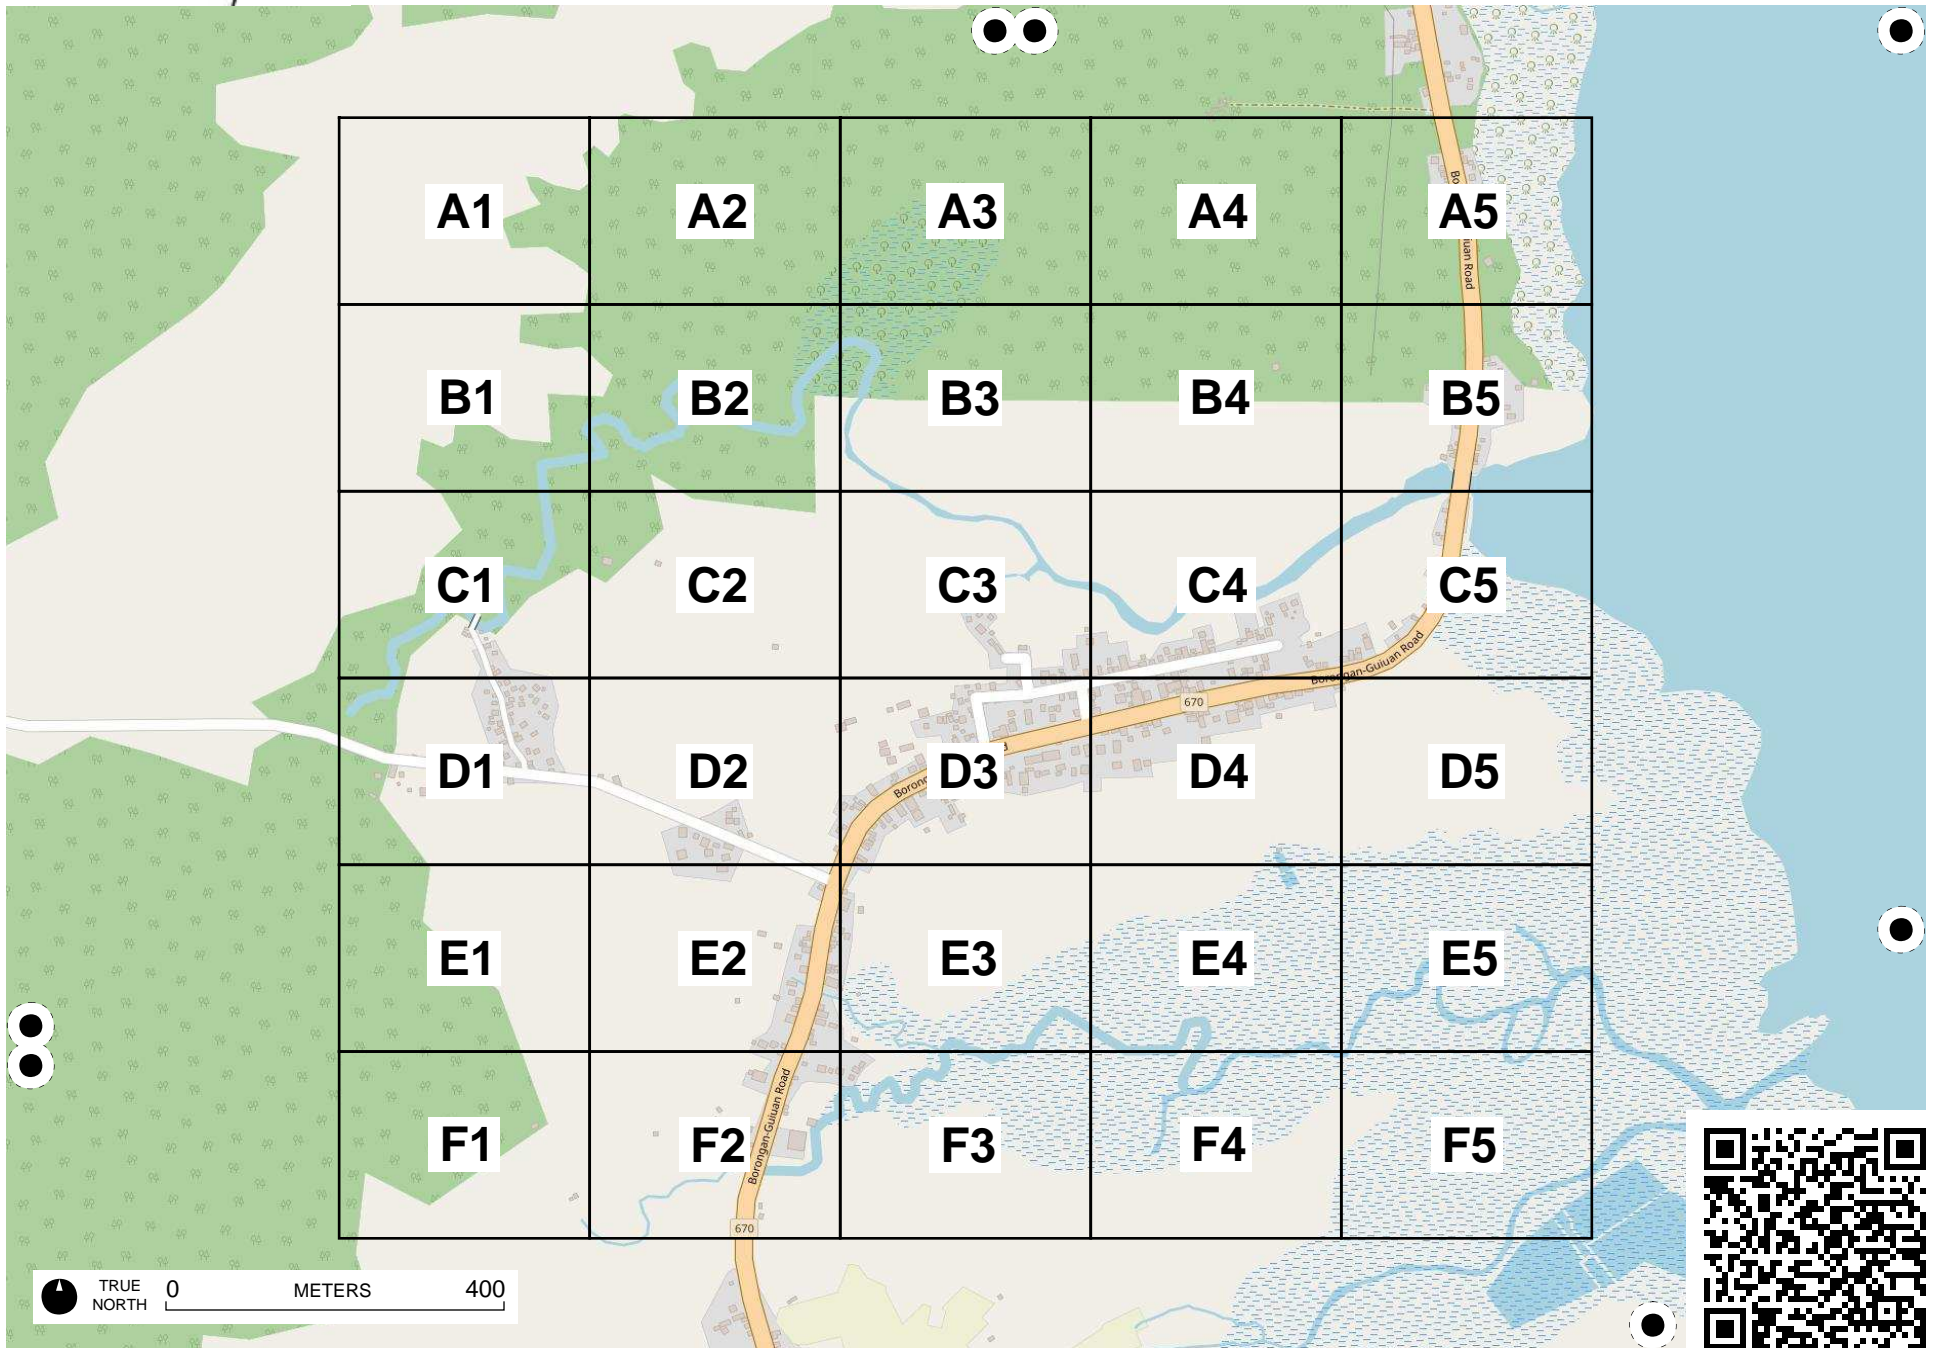 A1 A2 A3 A4 A5
uan Road
B1 B2 B3 B4 B5
C1 C2 C3 C4 C5
Borongan-Guiuan Road
670
D1 D2 D3 D4 D5
E1 E2 E3 E4 E5
Borongan-Guiuan Road
F1 F2 F3 F4 F5
670
TRUE NORTH
0 METERS 400